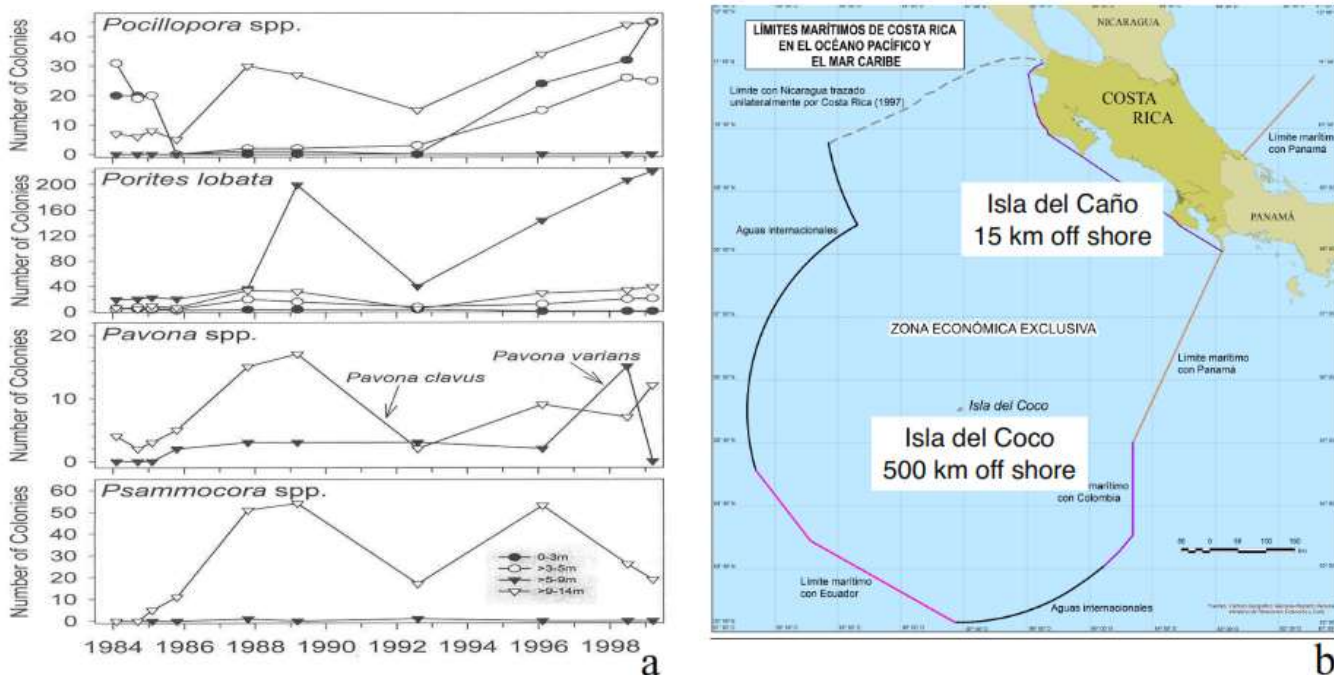 Pocillopora spp.
Number of Colonies
40
30
20
10
0
Porites lobata
Number of Colonies
200
160
120
80
40
0
Pavona spp.
Pavona varians
Pavona clavus
Number of Colonies
20
10
0
Psammocora spp.
Number of Colonies
60
50
40
30
20
10
0
0-3m
>3-5m
>5-9m
>9-14m
1984 1986 1988 1990 1992 1994 1996 1998
a
LÍMITES MARÍTIMOS DE COSTA RICA
EN EL OCÉANO PACÍFICO Y
EL MAR CARIBE
NICARAGUA
Límite con Nicaragua trazado
unilateralmente por Costa Rica (1997)
COSTA
RICA
Límite marítimo
con Panamá
PANAMÁ
Isla del Caño
15 km off shore
Aguas internacionales
ZONA ECONÓMICA EXCLUSIVA
Límite marítimo
con Panamá
Isla del Coco
Isla del Coco
500 km off shore
marítimo
con Colombia
Límite marítimo
con Ecuador
Aguas internacionales
b